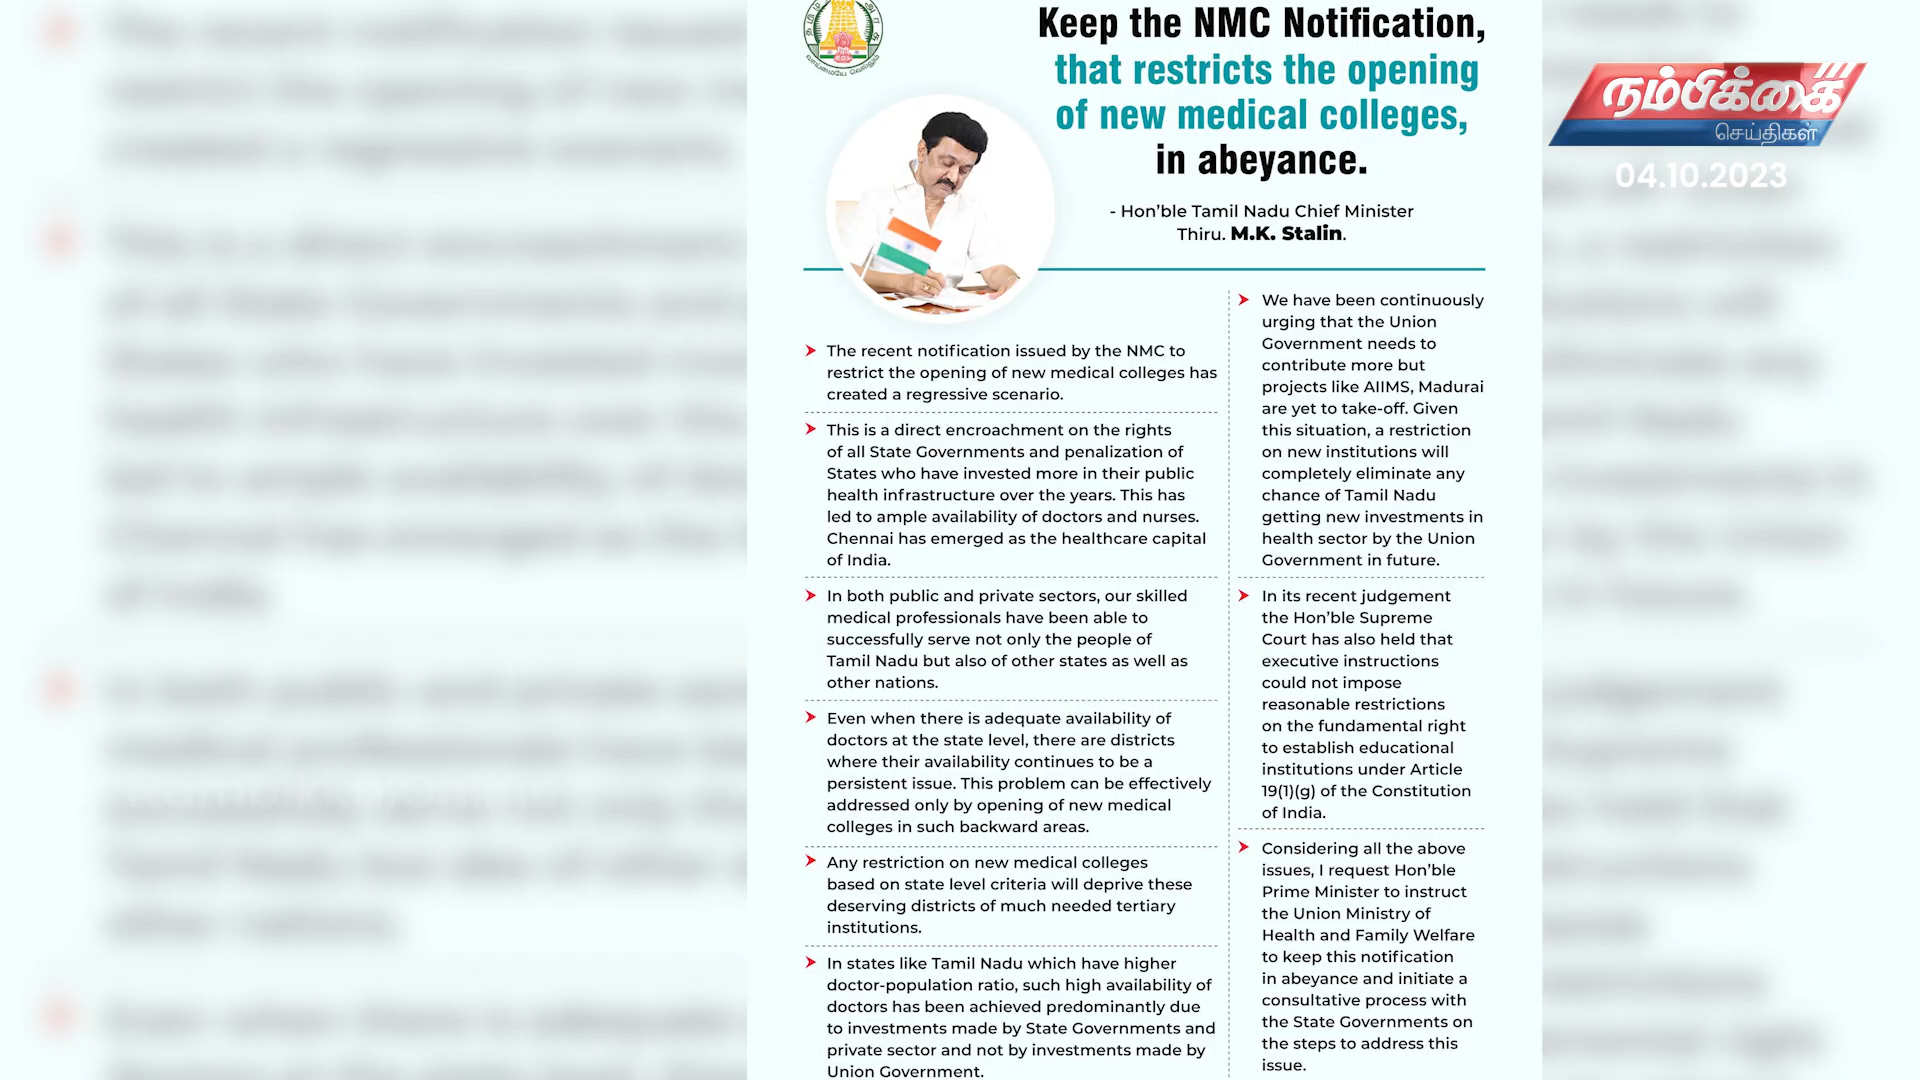 Keep the NMC Notification,
that restricts the opening
of new medical colleges,
in abeyance.
- Hon'ble Tamil Nadu Chief Minister
Thiru. M.K. Stalin.
The recent notification issued by the NMC to
restrict the opening of new medical colleges has
created a regressive scenario.
This is a direct encroachment on the rights
of all State Governments and penalization of
States who have invested more in their public
health infrastructure over the years. This has
led to ample availability of doctors and nurses.
Chennai has emerged as the healthcare capital
of India.
In both public and private sectors, our skilled
medical professionals have been able to
successfully serve not only the people of
Tamil Nadu but also of other states as well as
other nations.
Even when there is adequate availability of
doctors at the state level, there are districts
where their availability continues to be a
persistent issue. This problem can be effectively
addressed only by opening of new medical
colleges in such backward areas.
Any restriction on new medical colleges
based on state level criteria will deprive these
deserving districts of much needed tertiary
institutions.
In states like Tamil Nadu which have higher
doctor-population ratio, such high availability of
doctors has been achieved predominantly due
to investments made by State Governments and
private sector and not by investments made by
Union Government.
We have been continuously
urging that the Union
Government needs to
contribute more but
projects like AIIMS, Madurai
are yet to take-off. Given
this situation, a restriction
on new institutions will
completely eliminate any
chance of Tamil Nadu
getting new investments in
health sector by the Union
Government in future.
In its recent judgement
the Hon'ble Supreme
Court has also held that
executive instructions
could not impose
reasonable restrictions
on the fundamental right
to establish educational
institutions under Article
19(1)(g) of the Constitution
of India.
Considering all the above
issues, I request Hon'ble
Prime Minister to instruct
the Union Ministry of
Health and Family Welfare
to keep this notification
in abeyance and initiate a
consultative process with
the State Governments on
the steps to address this
issue.
நம்பிக்கை
செய்திகள்
04.10.2023